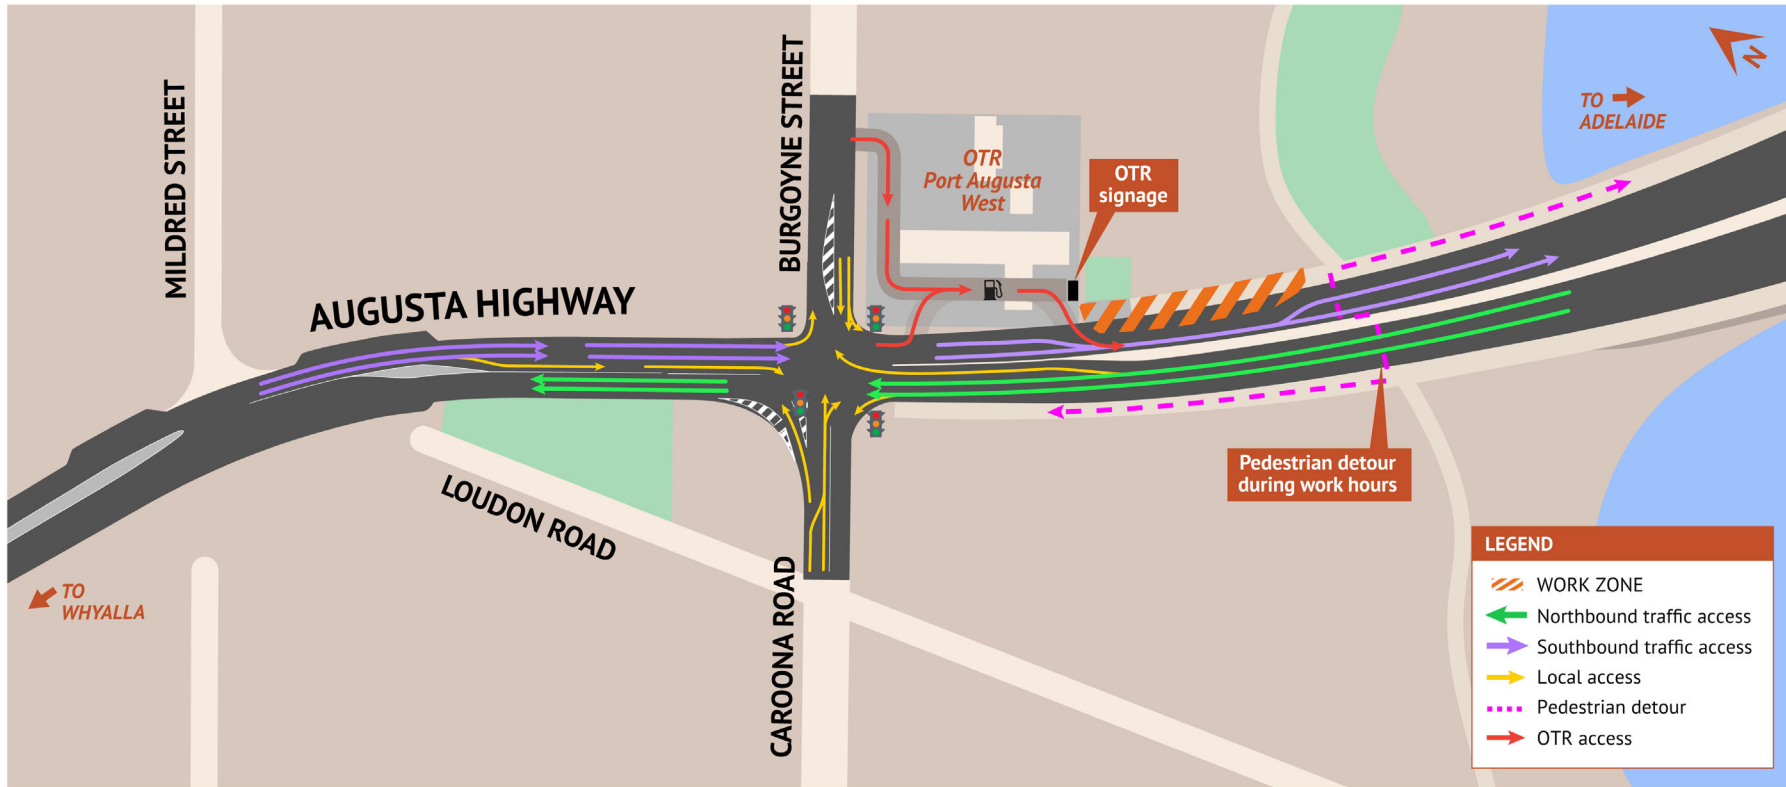 MILDRED STREET
BURGOYNE STREET
N
TO
ADELAIDE
OTR
Port Augusta
West
OTR
signage
AUGUSTA HIGHWAY
Pedestrian detour
during work hours
LOUDON ROAD
CAROONA ROAD
TO
WHYALLA
LEGEND
WORK ZONE
Northbound traffic access
Southbound traffic access
Local access
Pedestrian detour
OTR access